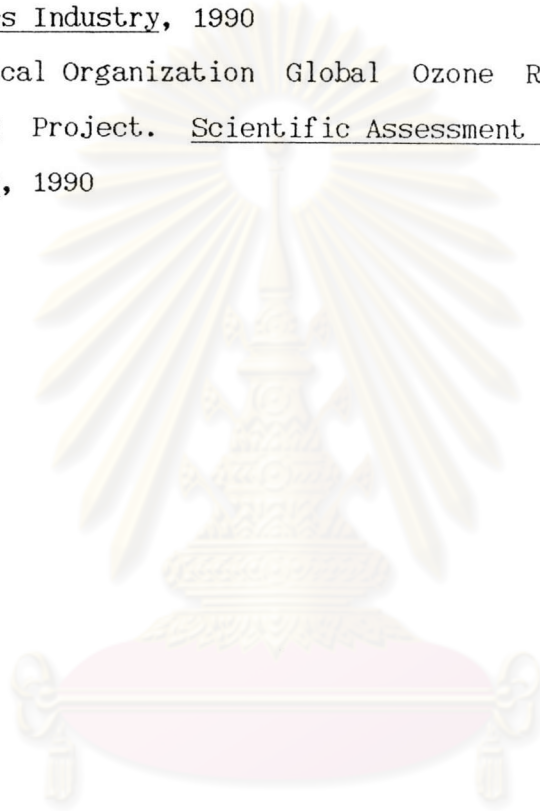 s Industry, 1990
cal Organization Global Ozone R
Project. Scientific Assessment
, 1990